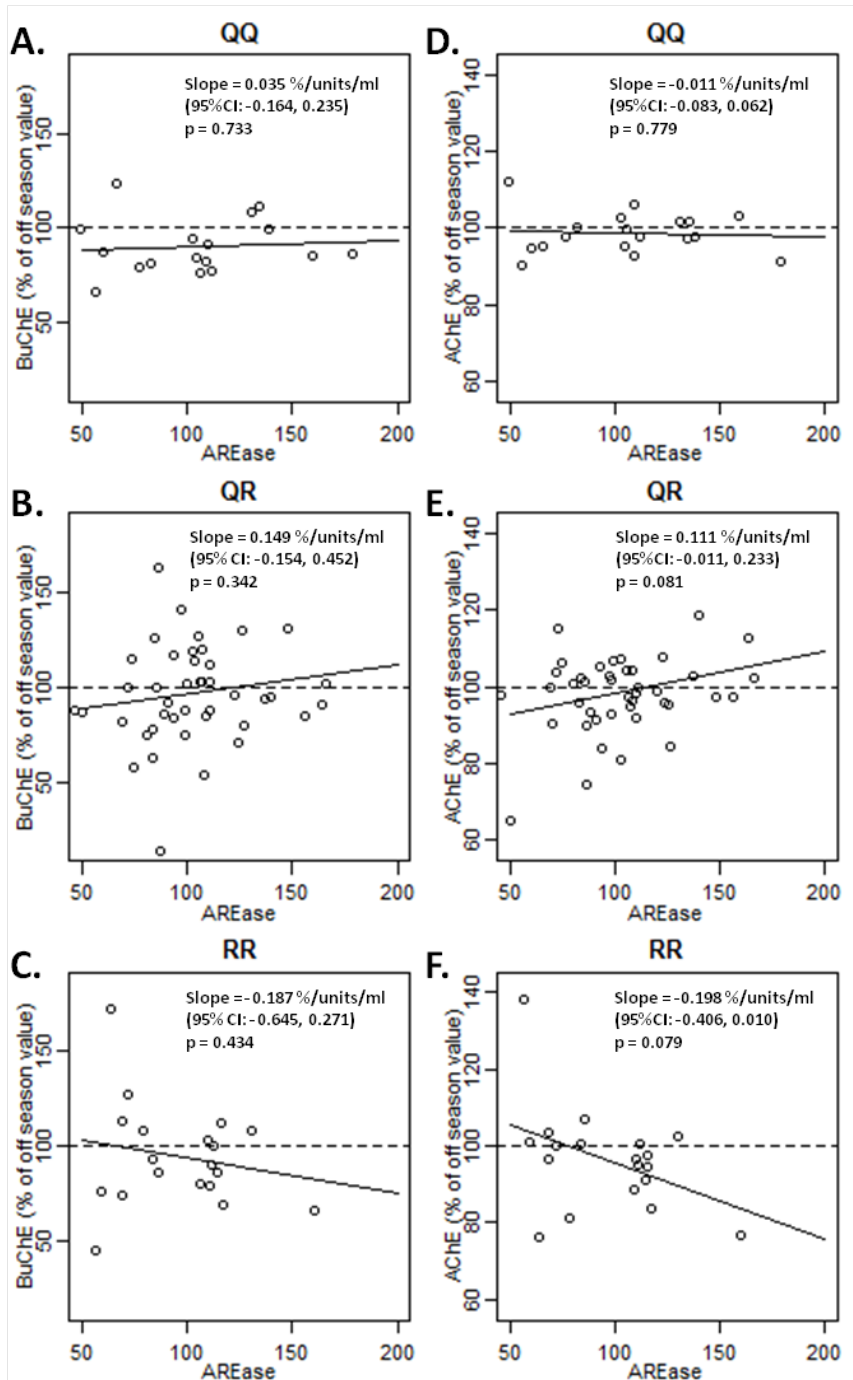 A.
QQ
Slope = 0.035 %/units/ml
(95%CI: -0.164, 0.235)
p = 0.733
BuChE (% of off season value)
150
100
50
50 100 150 200
AREase
D.
QQ
Slope = -0.011 %/units/ml
(95%CI: -0.083, 0.062)
p = 0.779
AChE (% of off season value)
140
120
100
80
60
50 100 150 200
AREase
B.
QR
Slope = 0.149 %/units/ml
(95%CI: -0.154, 0.452)
p = 0.342
BuChE (% of off season value)
150
100
50
50 100 150 200
AREase
E.
QR
Slope = 0.111 %/units/ml
(95%CI: -0.011, 0.233)
p = 0.081
AChE (% of off season value)
140
120
100
80
60
50 100 150 200
AREase
C.
RR
Slope = -0.187 %/units/ml
(95%CI: -0.645, 0.271)
p = 0.434
BuChE (% of off season value)
150
100
50
50 100 150 200
AREase
F.
RR
Slope = -0.198 %/units/ml
(95%CI: -0.406, 0.010)
p = 0.079
AChE (% of off season value)
140
120
100
80
60
50 100 150 200
AREase